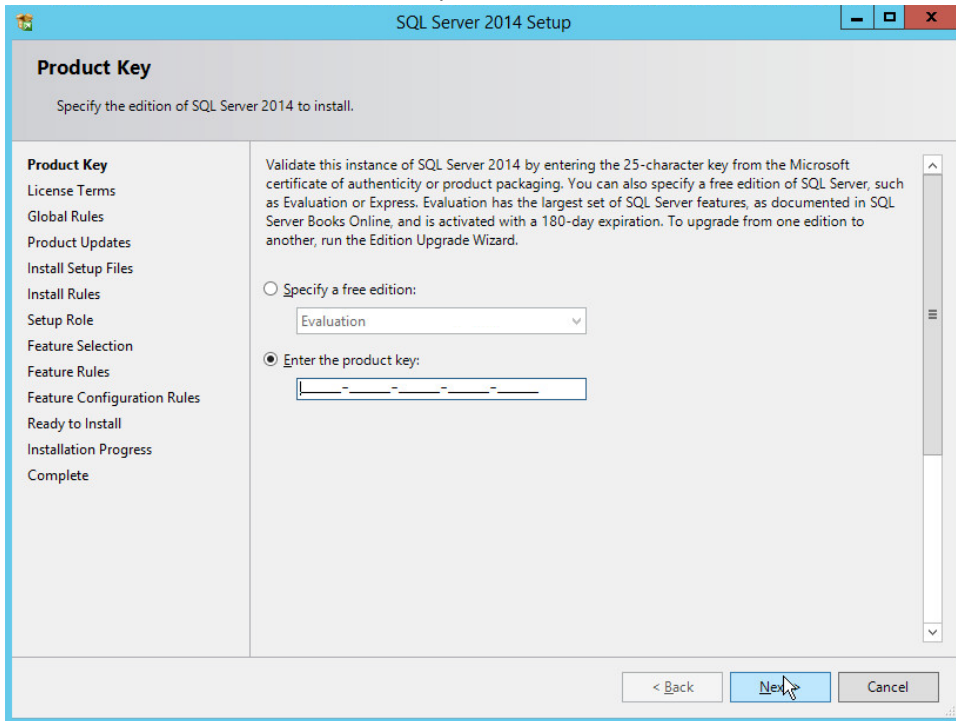 SQL Server 2014 Setup
Product Key
Specify the edition of SQL Server 2014 to install.
Product Key
License Terms
Global Rules
Product Updates
Install Setup Files
Install Rules
Setup Role
Feature Selection
Feature Rules
Feature Configuration Rules
Ready to Install
Installation Progress
Complete
Validate this instance of SQL Server 2014 by entering the 25-character key from the Microsoft
certificate of authenticity or product packaging. You can also specify a free edition of SQL Server, such
as Evaluation or Express. Evaluation has the largest set of SQL Server features, as documented in SQL
Server Books Online, and is activated with a 180-day expiration. To upgrade from one edition to
another, run the Edition Upgrade Wizard.
Specify a free edition:
Evaluation
Enter the product key:
_____-_____-_____-_____-_____
< Back
Next >
Cancel